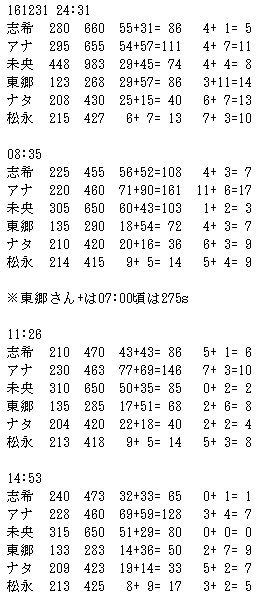 161231 24:31
志希 280 660 55+31= 86 4+ 1= 5
アナ 295 655 54+57=111 4+ 7=11
未央 448 983 29+45= 74 4+ 4= 8
東郷 123 268 29+57= 86 3+11=14
ナタ 208 430 25+15= 40 6+ 7=13
松永 215 427 6+ 7= 13 7+ 3=10
08:35
志希 225 455 56+52=108 4+ 3= 7
アナ 220 460 71+90=161 11+ 6=17
未央 305 650 60+43=103 1+ 2= 3
東郷 135 290 18+54= 72 4+ 3= 7
ナタ 210 420 20+16= 36 6+ 3= 9
松永 214 415 9+ 5= 14 5+ 4= 9
※東郷さん+は07:00頃は275s
11:26
志希 210 470 43+43= 86 5+ 1= 6
アナ 230 463 77+69=146 7+ 3=10
未央 310 650 50+35= 85 0+ 2= 2
東郷 135 285 17+51= 68 2+ 6= 8
ナタ 204 420 22+18= 40 2+ 2= 4
松永 213 418 9+ 5= 14 5+ 3= 8
14:53
志希 240 473 32+33= 65 0+ 1= 1
アナ 228 460 69+59=128 3+ 4= 7
未央 315 650 51+29= 80 0+ 0= 0
東郷 133 283 14+36= 50 2+ 7= 9
ナタ 209 423 19+14= 33 5+ 2= 7
松永 213 425 8+ 9= 17 3+ 2= 5